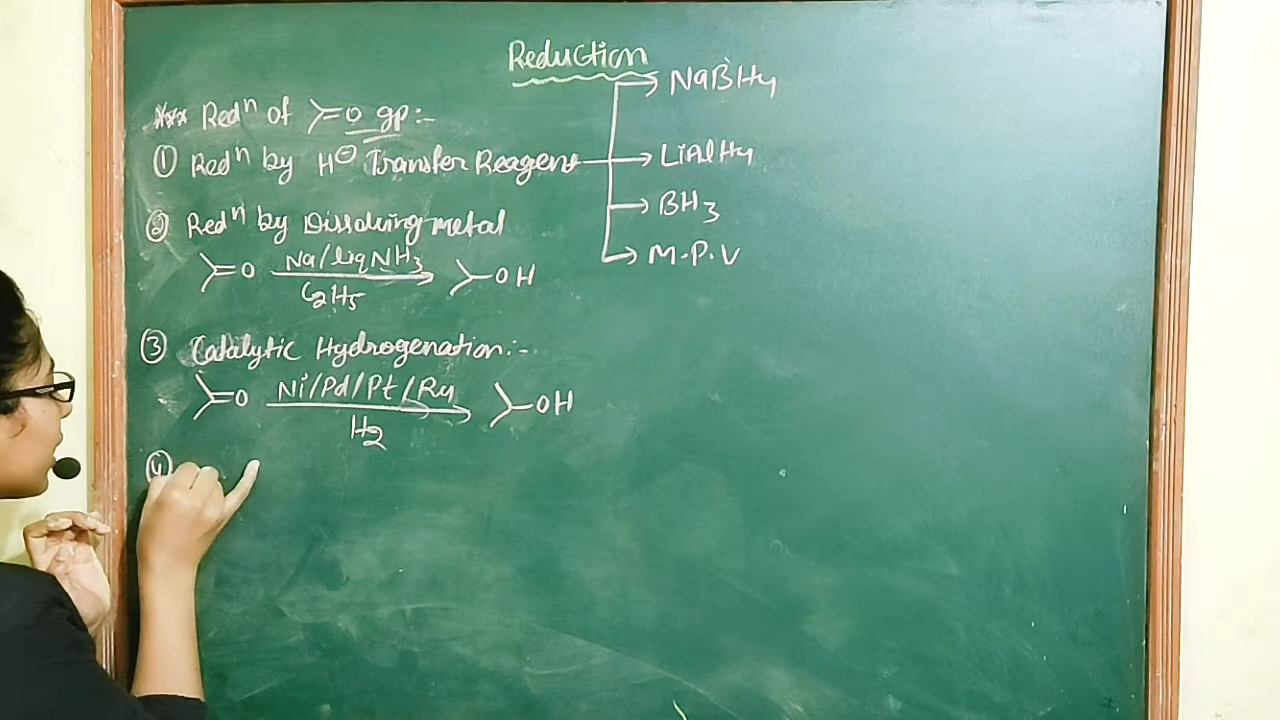 Reduction
*** Redⁿ of >=O gp:-
① Redⁿ by H⊖ Transfer Reagent
→ NaBH4
→ LiAlH4
→ BH3
→ M.P.V
② Redⁿ by Dissolving metal
>=O Na/liq NH3 → >-OH
C2H5
③ Catalytic Hydrogenation:-
>=O Ni/Pd/Pt/Ru → >-OH
H2
④